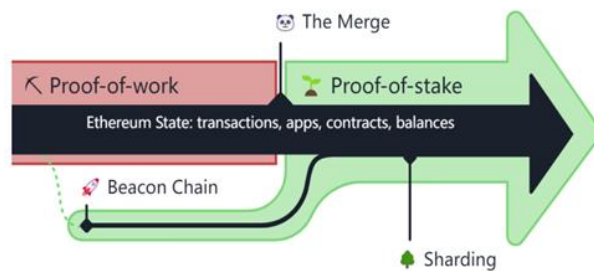 🐼 The Merge
⛏ Proof-of-work
🌱 Proof-of-stake
Ethereum State: transactions, apps, contracts, balances
🚀 Beacon Chain
🌳 Sharding